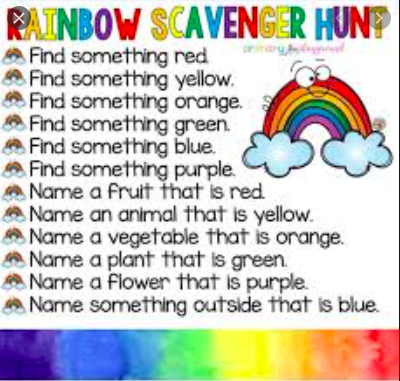 RAINBOW SCAVENGER HUNT
Find something red.
Find something yellow.
Find something orange.
Find something green.
Find something blue.
Find something purple.
Name a fruit that is red.
Name an animal that is yellow.
Name a vegetable that is orange.
Name a plant that is green.
Name a flower that is purple.
Name something outside that is blue.